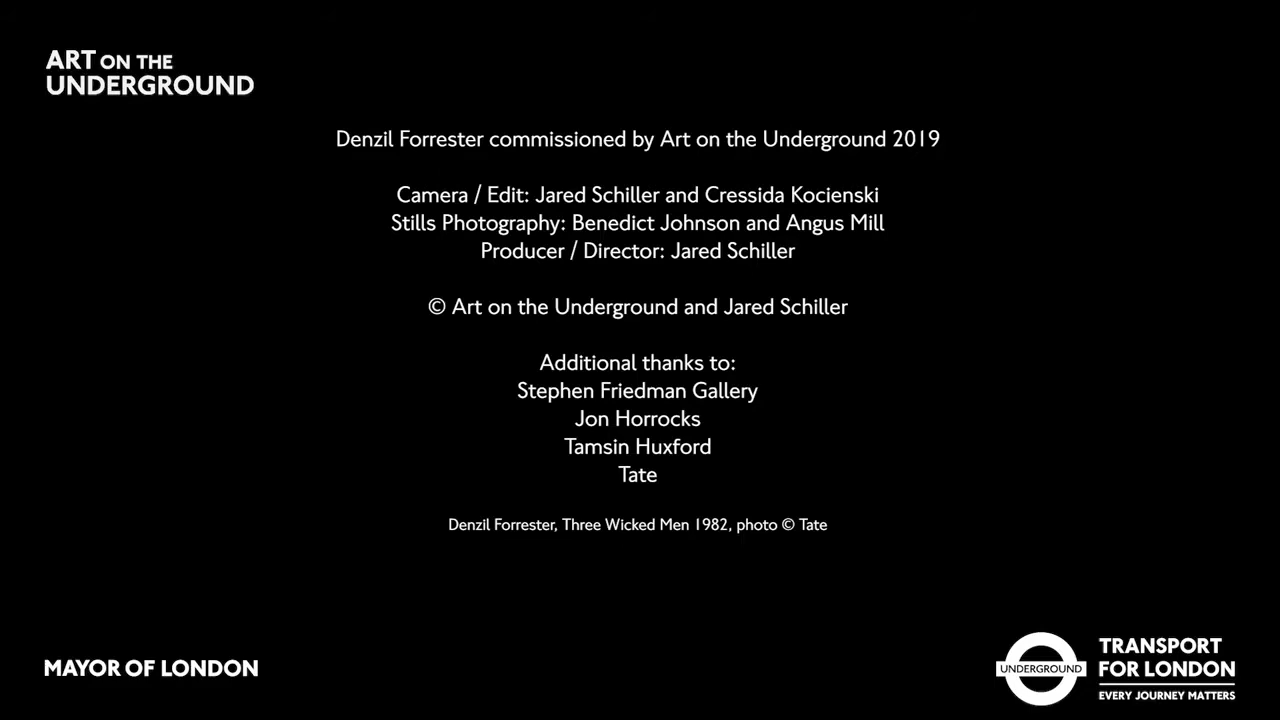 ART ON THE
UNDERGROUND
Denzil Forrester commissioned by Art on the Underground 2019
Camera / Edit: Jared Schiller and Cressida Kocienski
Stills Photography: Benedict Johnson and Angus Mill
Producer / Director: Jared Schiller
© Art on the Underground and Jared Schiller
Additional thanks to:
Stephen Friedman Gallery
Jon Horrocks
Tamsin Huxford
Tate
Denzil Forrester, Three Wicked Men 1982, photo © Tate
MAYOR OF LONDON
UNDERGROUND
TRANSPORT
FOR LONDON
EVERY JOURNEY MATTERS